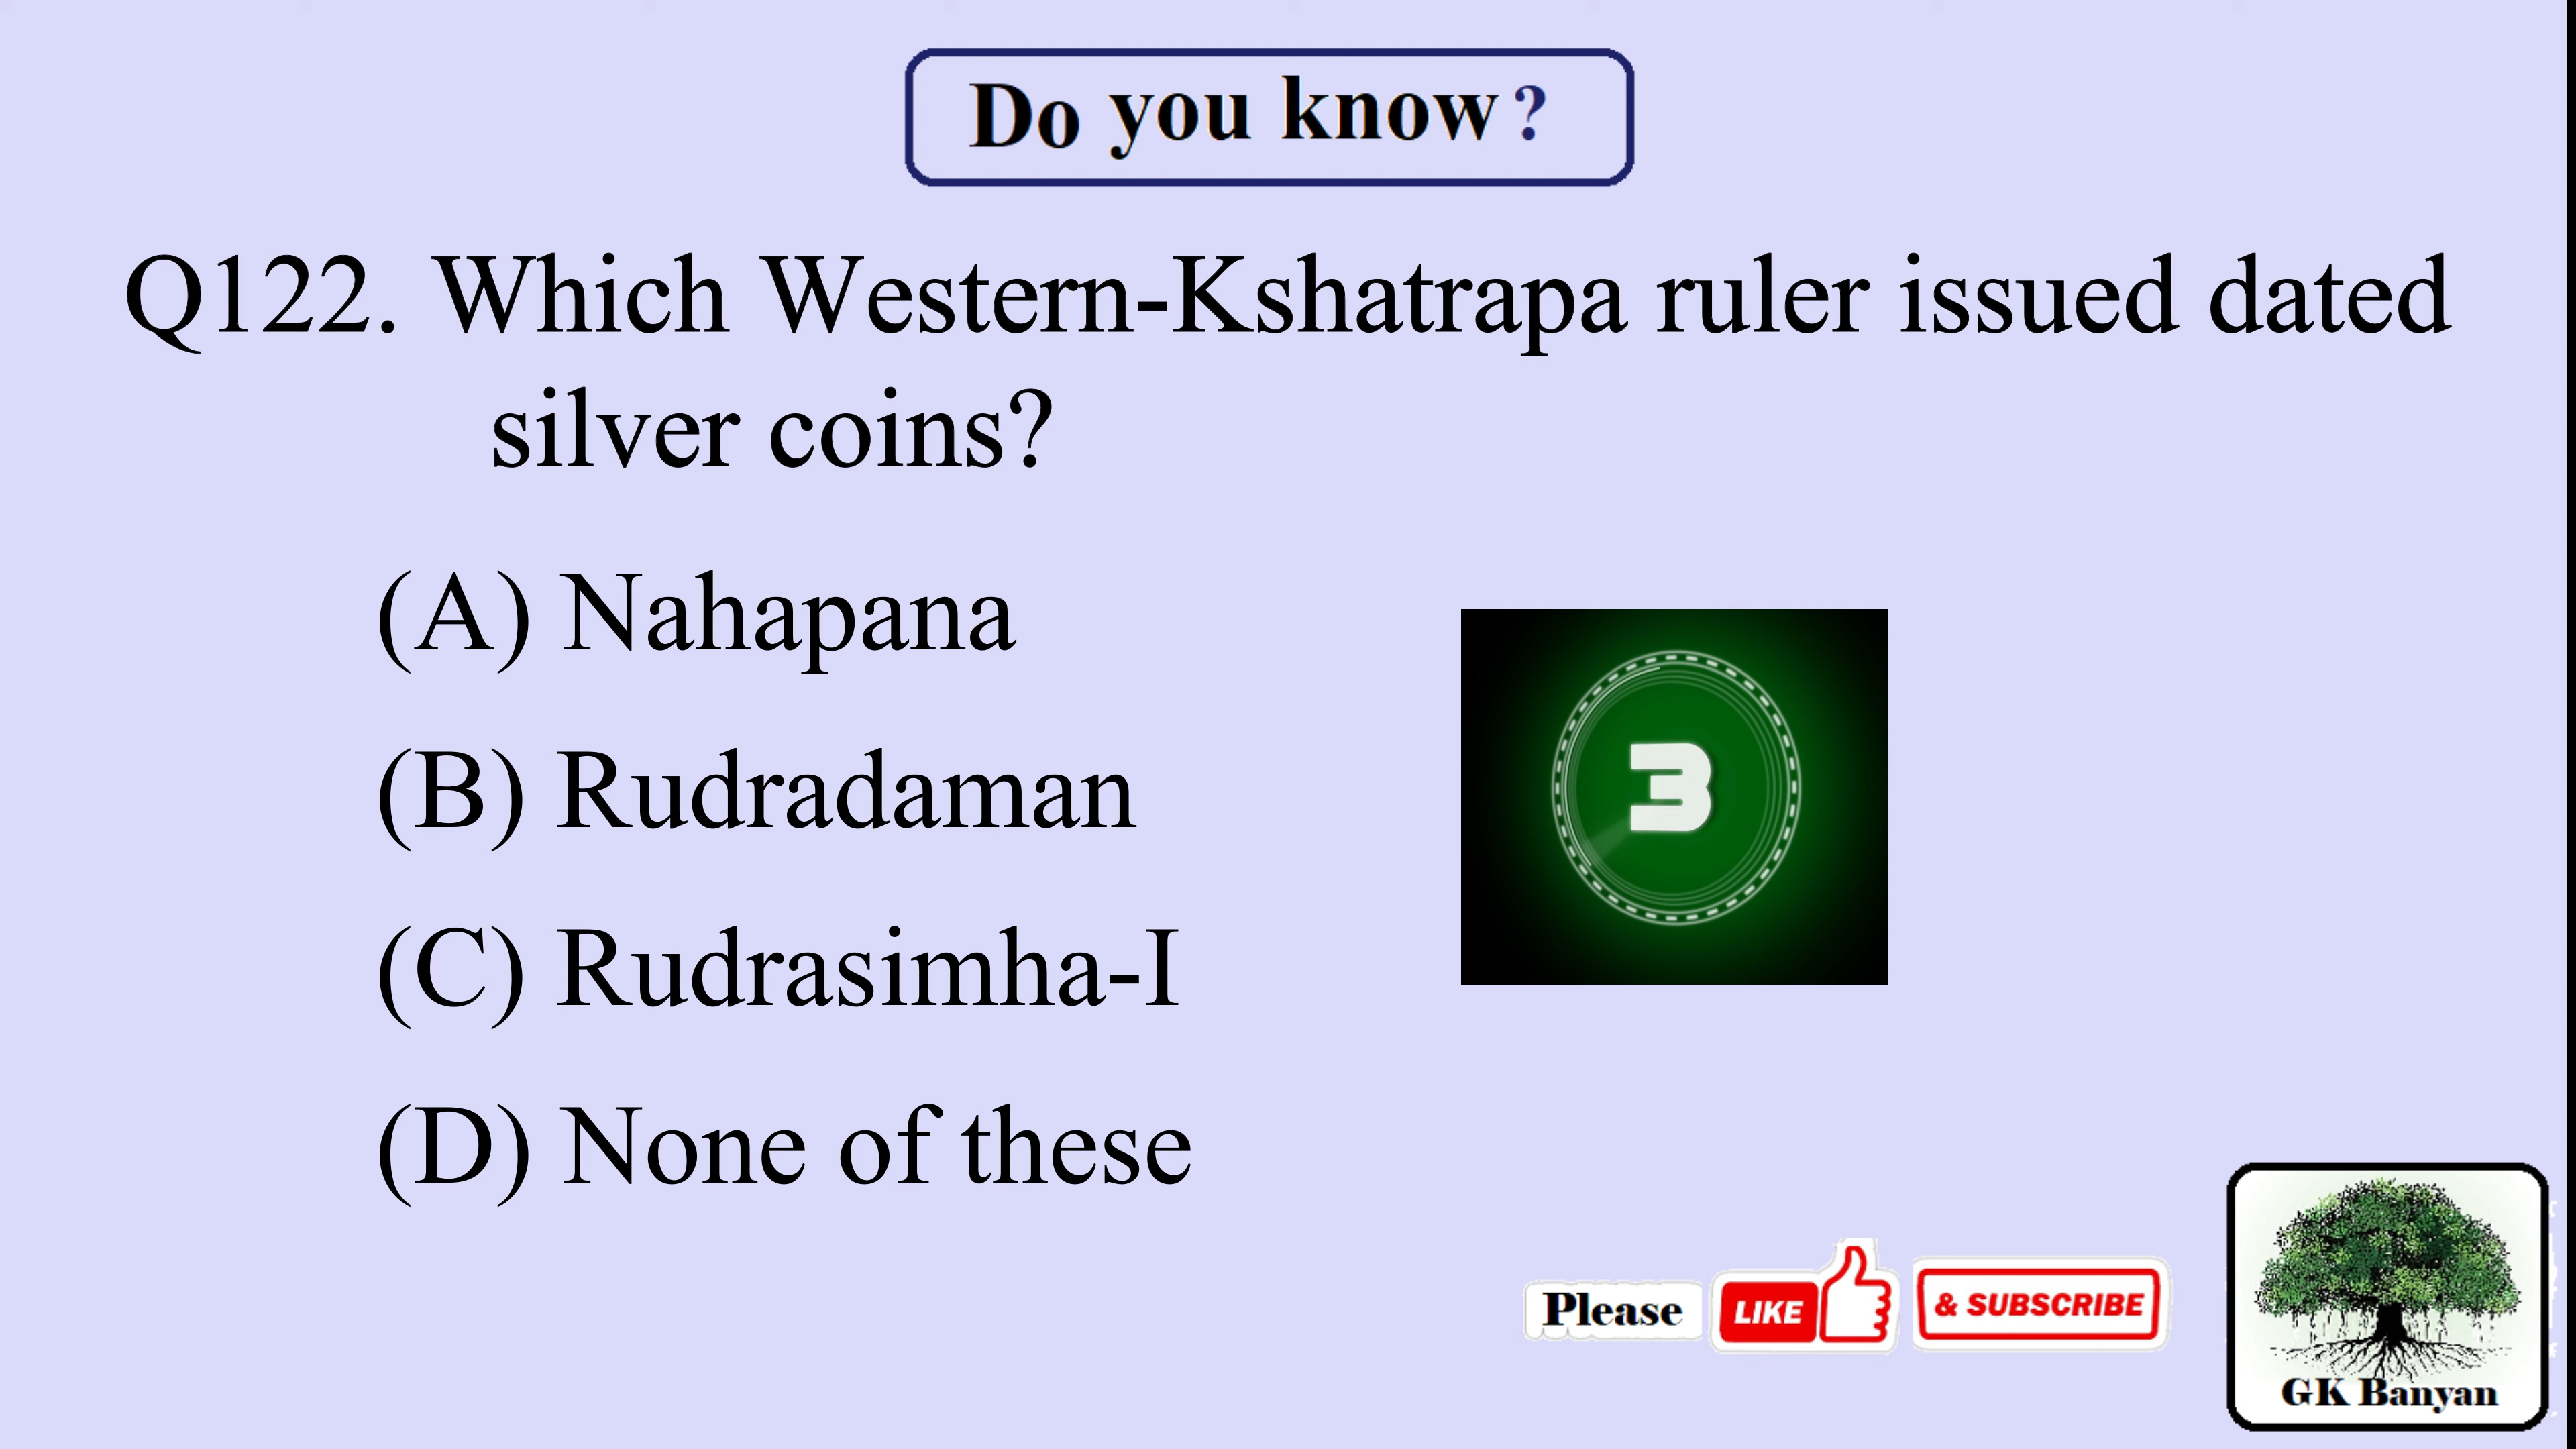 Do you know ?
Q122. Which Western-Kshatrapa ruler issued dated
silver coins?
(A) Nahapana
(B) Rudradaman
(C) Rudrasimha-I
(D) None of these
3
Please LIKE & SUBSCRIBE
GK Banyan